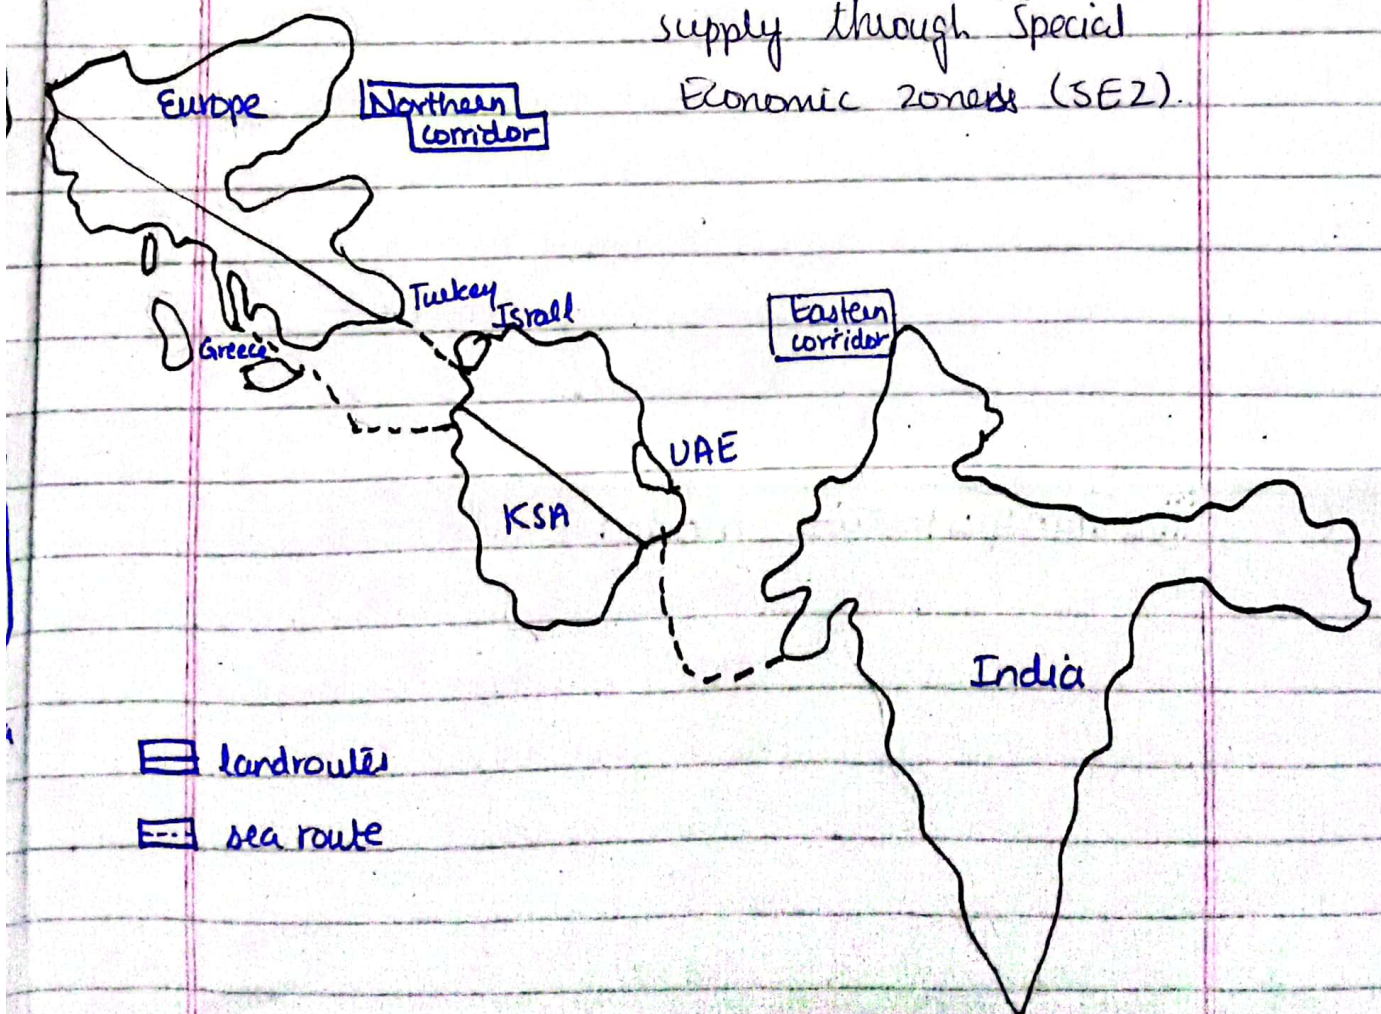 supply through Special
Economic zones (SEZ).
Europe
Northern
corridor
Turkey
Israel
Greece
Eastern
corridor
UAE
KSA
India
landroutes
sea route